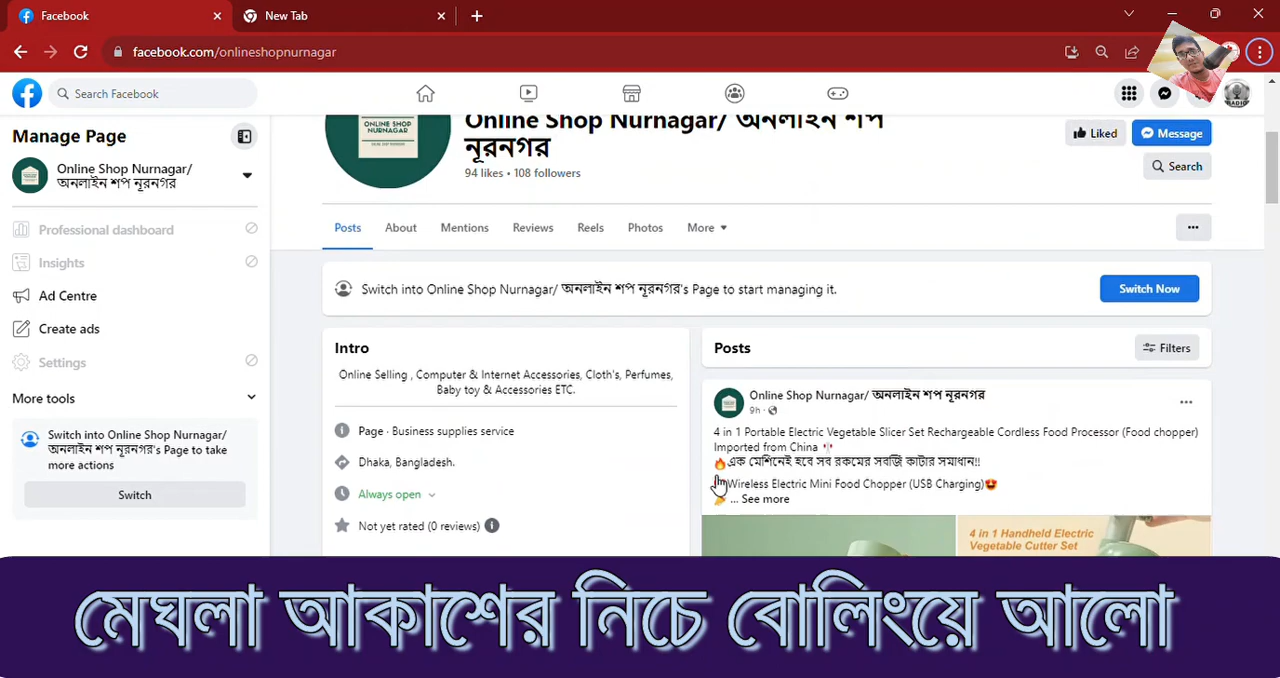 Facebook
New Tab
facebook.com/onlineshopnurnagar
Search Facebook
RADIO
Manage Page
Online Shop Nurnagar/
অনলাইন শপ নূরনগর
Professional dashboard
Insights
Ad Centre
Create ads
Settings
More tools
Switch into Online Shop Nurnagar/
অনলাইন শপ নূরনগর's Page to take
more actions
Switch
ONLINE SHOP
NURNAGAR
Online Shop Nurnagar/ অনলাইন শপ
নূরনগর
94 likes • 108 followers
Liked
Message
Search
Posts
About
Mentions
Reviews
Reels
Photos
More
Switch into Online Shop Nurnagar/ অনলাইন শপ নূরনগর's Page to start managing it.
Switch Now
Intro
Online Selling , Computer & Internet Accessories, Cloth's, Perfumes,
Baby toy & Accessories ETC.
Page · Business supplies service
Dhaka, Bangladesh.
Always open
Not yet rated (0 reviews)
Posts
Filters
Online Shop Nurnagar/ অনলাইন শপ নূরনগর
9h
4 in 1 Portable Electric Vegetable Slicer Set Rechargeable Cordless Food Processor (Food chopper)
Imported from China
🔥এক মেশিনেই হবে সব রকমের সবজি কাটার সমাধান!!
Wireless Electric Mini Food Chopper (USB Charging)😍
... See more
4 in 1 Handheld Electric
Vegetable Cutter Set
মেঘলা আকাশের নিচে বোলিংয়ে আলো